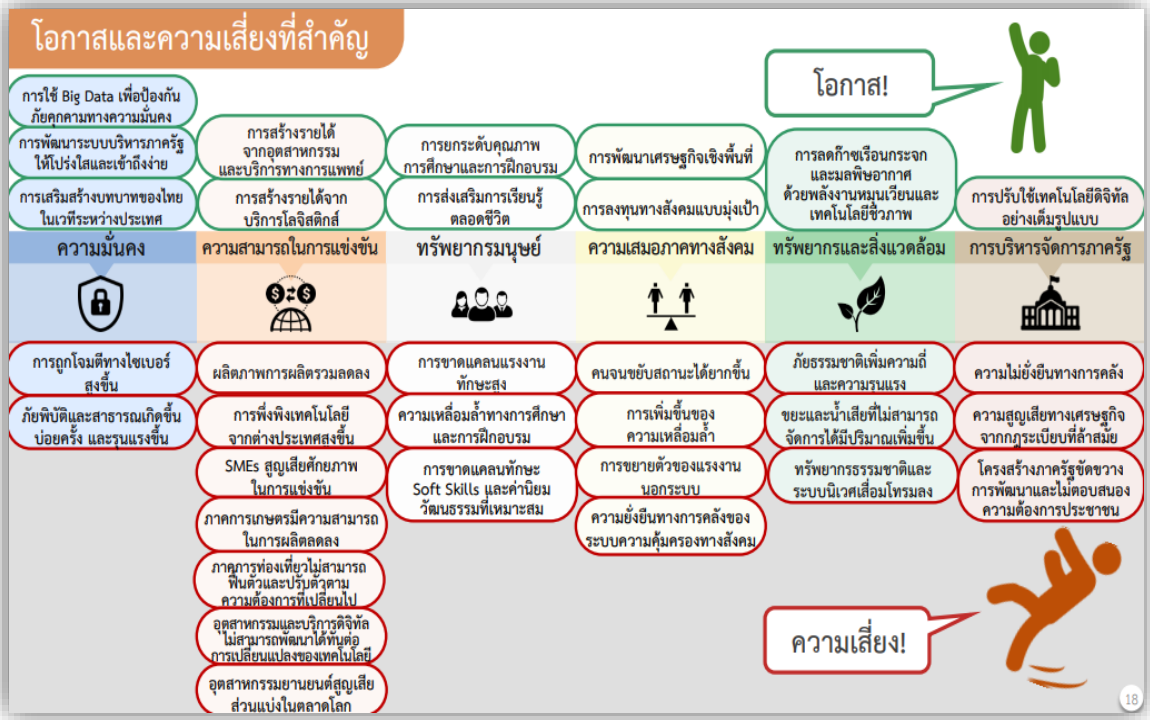 โอกาสและความเสี่ยงที่สำคัญ
โอกาส!
การใช้ Big Data เพื่อป้องกัน
ภัยคุกคามทางความมั่นคง
การพัฒนาระบบบริหารภาครัฐ
ให้โปร่งใสและเข้าถึงง่าย
การเสริมสร้างบทบาทของไทย
ในเวทีระหว่างประเทศ
การสร้างรายได้
จากอุตสาหกรรม
และบริการทางการแพทย์
การสร้างรายได้จาก
บริการโลจิสติกส์
การยกระดับคุณภาพ
การศึกษาและการฝึกอบรม
การส่งเสริมการเรียนรู้
ตลอดชีวิต
การพัฒนาเศรษฐกิจเชิงพื้นที่
การลงทุนทางสังคมแบบมุ่งเป้า
การลดก๊าซเรือนกระจก
และมลพิษอากาศ
ด้วยพลังงานหมุนเวียนและ
เทคโนโลยีชีวภาพ
การปรับใช้เทคโนโลยีดิจิทัล
อย่างเต็มรูปแบบ
ความมั่นคง
ความสามารถในการแข่งขัน
ทรัพยากรมนุษย์
ความเสมอภาคทางสังคม
ทรัพยากรและสิ่งแวดล้อม
การบริหารจัดการภาครัฐ
การถูกโจมตีทางไซเบอร์
สูงขึ้น
ภัยพิบัติและสาธารณเกิดขึ้น
บ่อยครั้ง และรุนแรงขึ้น
ผลิตภาพการผลิตรวมลดลง
การพึ่งพิงเทคโนโลยี
จากต่างประเทศสูงขึ้น
SMEs สูญเสียศักยภาพ
ในการแข่งขัน
ภาคการเกษตรมีความสามารถ
ในการผลิตลดลง
ภาคการท่องเที่ยวไม่สามารถ
ฟื้นตัวและปรับตัวตาม
ความต้องการที่เปลี่ยนไป
อุตสาหกรรมและบริการดิจิทัล
ไม่สามารถพัฒนาได้ทันต่อ
การเปลี่ยนแปลงของเทคโนโลยี
อุตสาหกรรมยานยนต์สูญเสีย
ส่วนแบ่งในตลาดโลก
การขาดแคลนแรงงาน
ทักษะสูง
ความเหลื่อมล้ำทางการศึกษา
และการฝึกอบรม
การขาดแคลนทักษะ
Soft Skills และค่านิยม
วัฒนธรรมที่เหมาะสม
คนจนขยับสถานะได้ยากขึ้น
การเพิ่มขึ้นของ
ความเหลื่อมล้ำ
การขยายตัวของแรงงาน
นอกระบบ
ความยั่งยืนทางการคลังของ
ระบบความคุ้มครองทางสังคม
ภัยธรรมชาติเพิ่มความถี่
และความรุนแรง
ขยะและน้ำเสียที่ไม่สามารถ
จัดการได้มีปริมาณเพิ่มขึ้น
ทรัพยากรธรรมชาติและ
ระบบนิเวศเสื่อมโทรมลง
ความไม่ยั่งยืนทางการคลัง
ความสูญเสียทางเศรษฐกิจ
จากกฎระเบียบที่ล้าสมัย
โครงสร้างภาครัฐขัดขวาง
การพัฒนาและไม่ตอบสนอง
ความต้องการประชาชน
ความเสี่ยง!
18